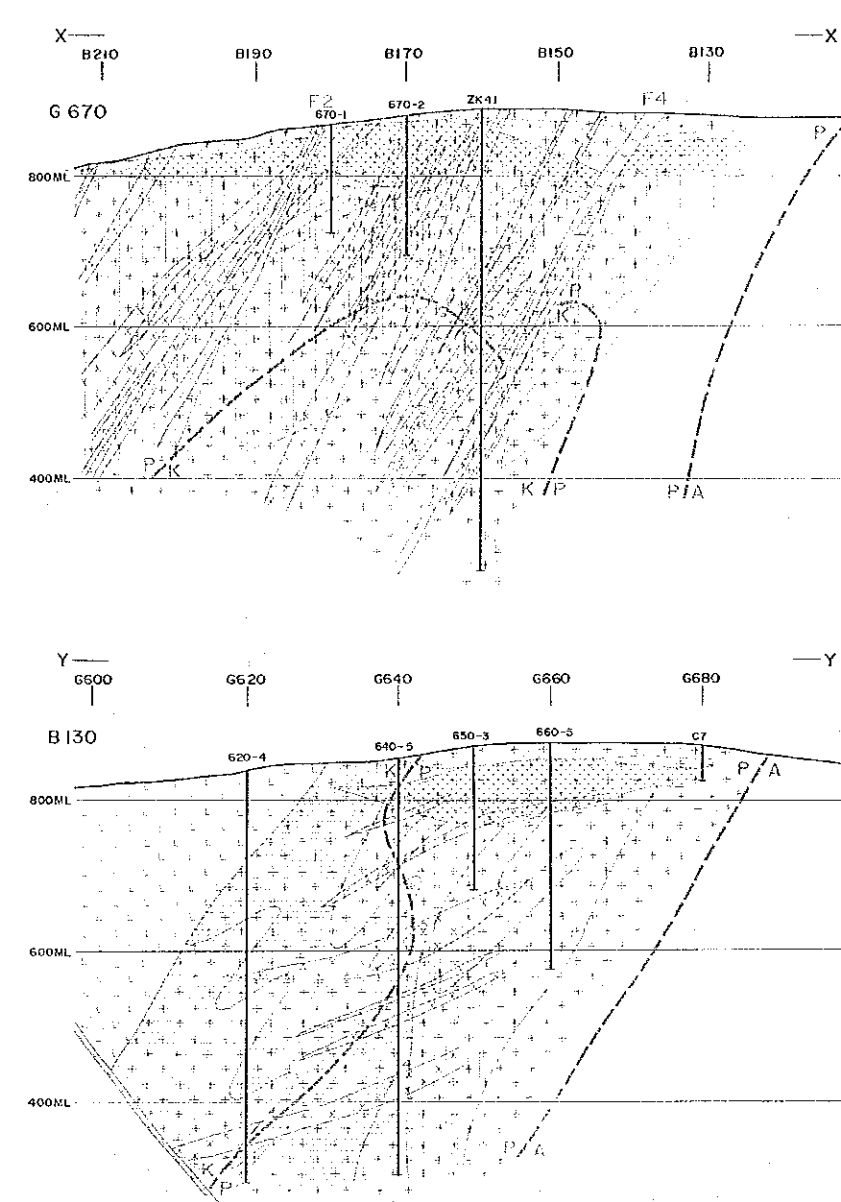 X — — X
B210 B190 B170 B150 B130
G 670
F2 670-1 670-2 ZK41 F4
P
800ML
P
600ML K
K
400ML P K K P P/A
Y — — Y
G600 G620 G640 G660 G680
B 130
620-4 640-5 650-3 660-5 C7
K P P A
800ML
600ML
400ML
P A
K
P